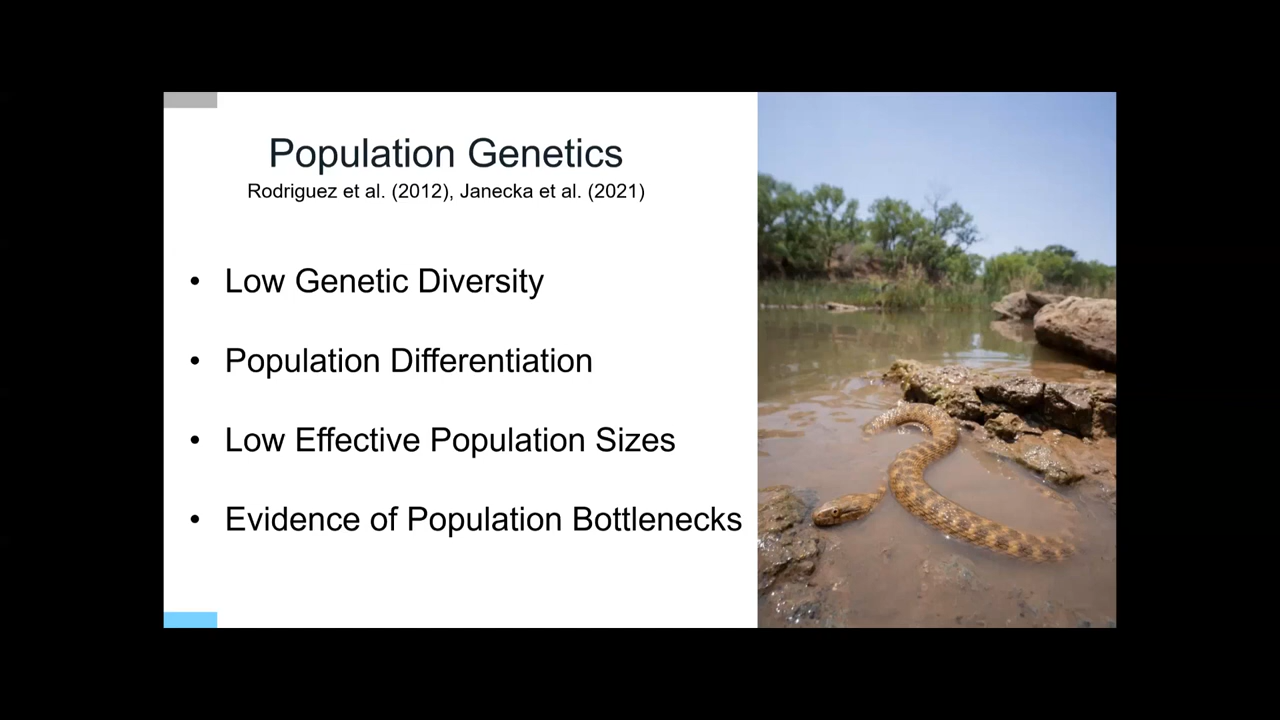 Population Genetics
Rodriguez et al. (2012), Janecka et al. (2021)
• Low Genetic Diversity
• Population Differentiation
• Low Effective Population Sizes
• Evidence of Population Bottlenecks